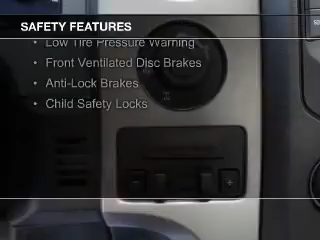 SAFETY FEATURES
• Low Tire Pressure Warning
• Front Ventilated Disc Brakes
• Anti-Lock Brakes
• Child Safety Locks